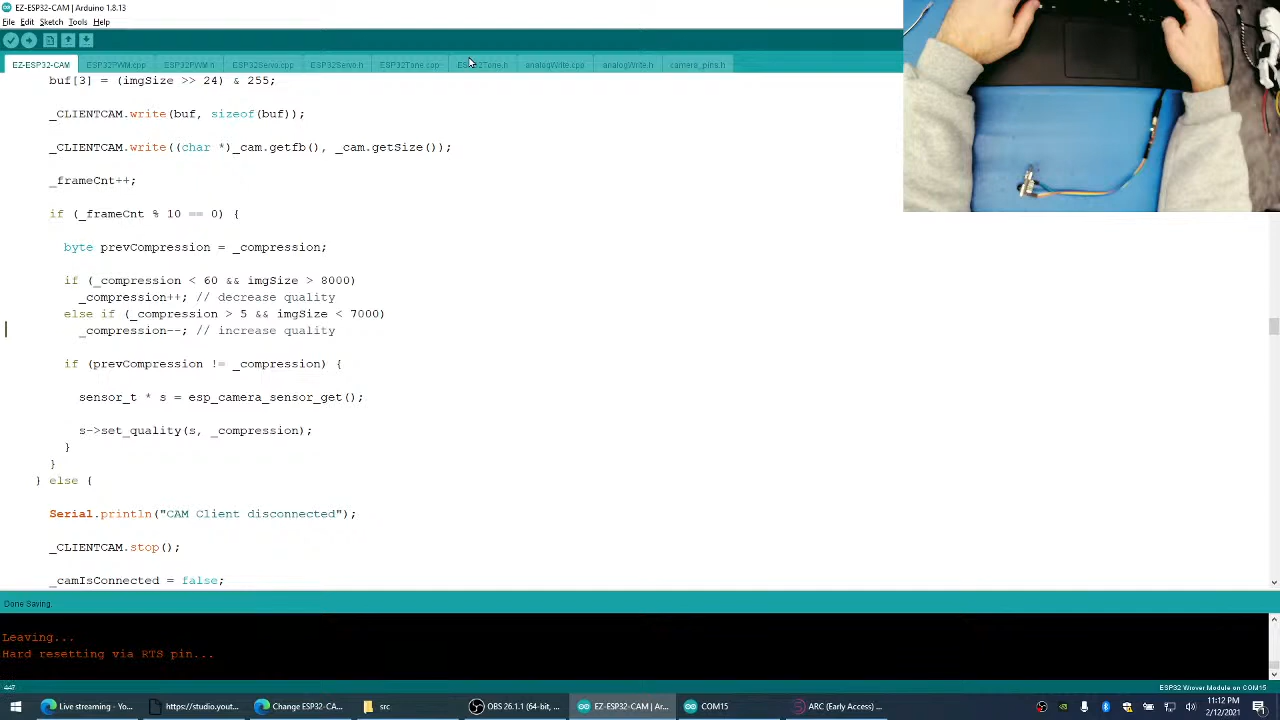 EZ-ESP32-CAM | Arduino 1.8.13
File Edit Sketch Tools Help
EZ-ESP32-CAM ESP32PWM.cpp ESP32PWM.h ESP32Servo.cpp ESP32Servo.h ESP32Tone.cpp ESP32Tone.h analogWrite.cpp analogWrite.h camera_pins.h
buf[3] = (imgSize >> 24) & 255;
_CLIENTCAM.write(buf, sizeof(buf));
_CLIENTCAM.write((char *)_cam.getfb(), _cam.getSize());
_frameCnt++;
if (_frameCnt % 10 == 0) {
byte prevCompression = _compression;
if (_compression < 60 && imgSize > 8000)
_compression++; // decrease quality
else if (_compression > 5 && imgSize < 7000)
_compression--; // increase quality
if (prevCompression != _compression) {
sensor_t * s = esp_camera_sensor_get();
s->set_quality(s, _compression);
}
}
} else {
Serial.println("CAM Client disconnected");
_CLIENTCAM.stop();
_camIsConnected = false;
Done Saving.
Leaving...
Hard resetting via RTS pin...
447 ESP32 Wrover Module on COM15
Live streaming - Yo... https://studio.yout... Change ESP32-CA... src OBS 26.1.1 (64-bit, ... EZ-ESP32-CAM | Ar... COM15 ARC (Early Access) ... 11:12 PM
2/12/2021